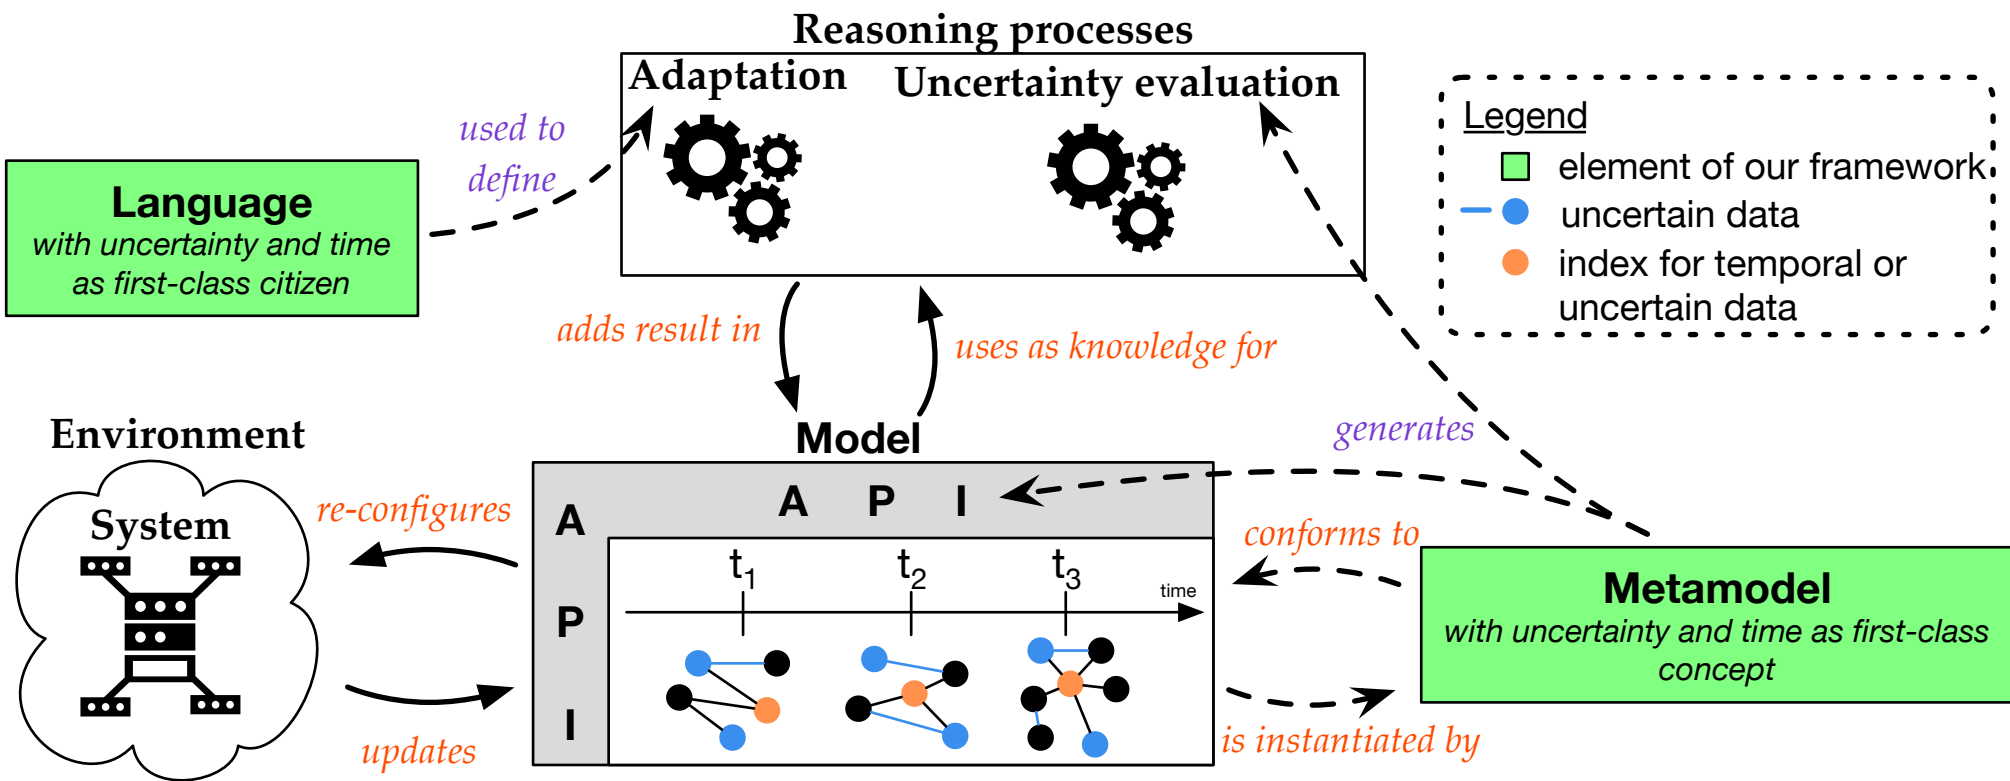 Reasoning processes
Adaptation
Uncertainty evaluation
used to
define
Language
with uncertainty and time
as first-class citizen
Legend
element of our framework
uncertain data
index for temporal or
uncertain data
adds result in
uses as knowledge for
generates
Environment
System
re-configures
updates
Model
A P I
A
P
I
t1
t2
t3
time
conforms to
is instantiated by
Metamodel
with uncertainty and time as first-class
concept